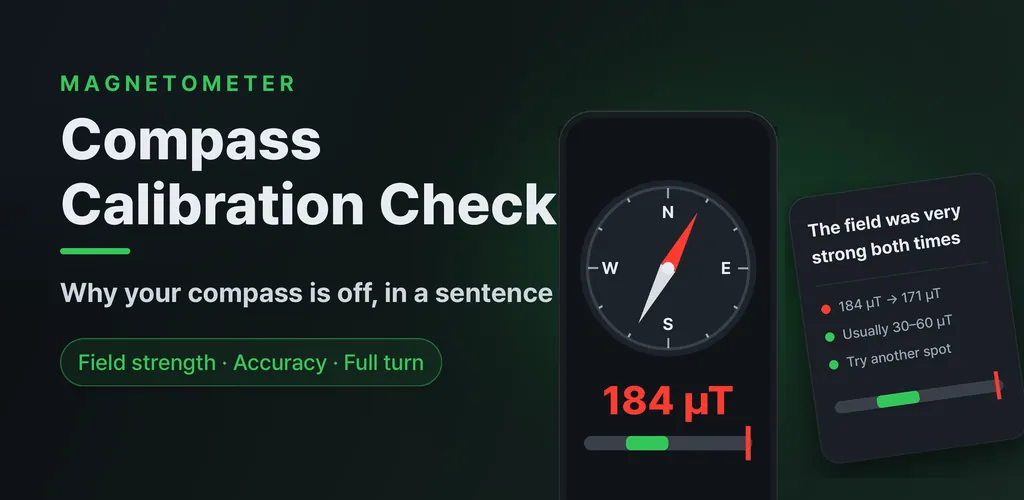 MAGNETOMETER
Compass
Calibration Check
Why your compass is off, in a sentence
Field strength · Accuracy · Full turn
N
W
E
S
184 µT
The field was very
strong both times
184 µT → 171 µT
Usually 30–60 µT
Try another spot